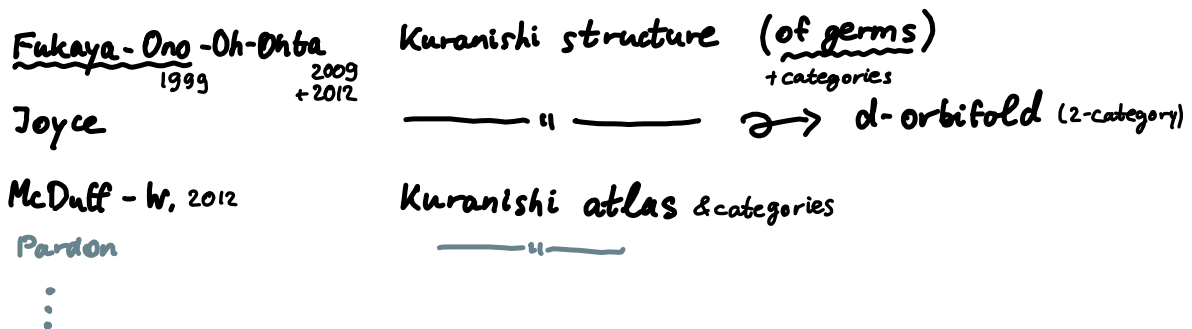 Fukaya-Ono-Oh-Ohta Kuranishi structure (of germs)
1999 2009 +categories
+2012
Joyce —— " —— d-orbifold (2-category)
McDuff - W. 2012 Kuranishi atlas & categories
Pardon —— " ——
⋮